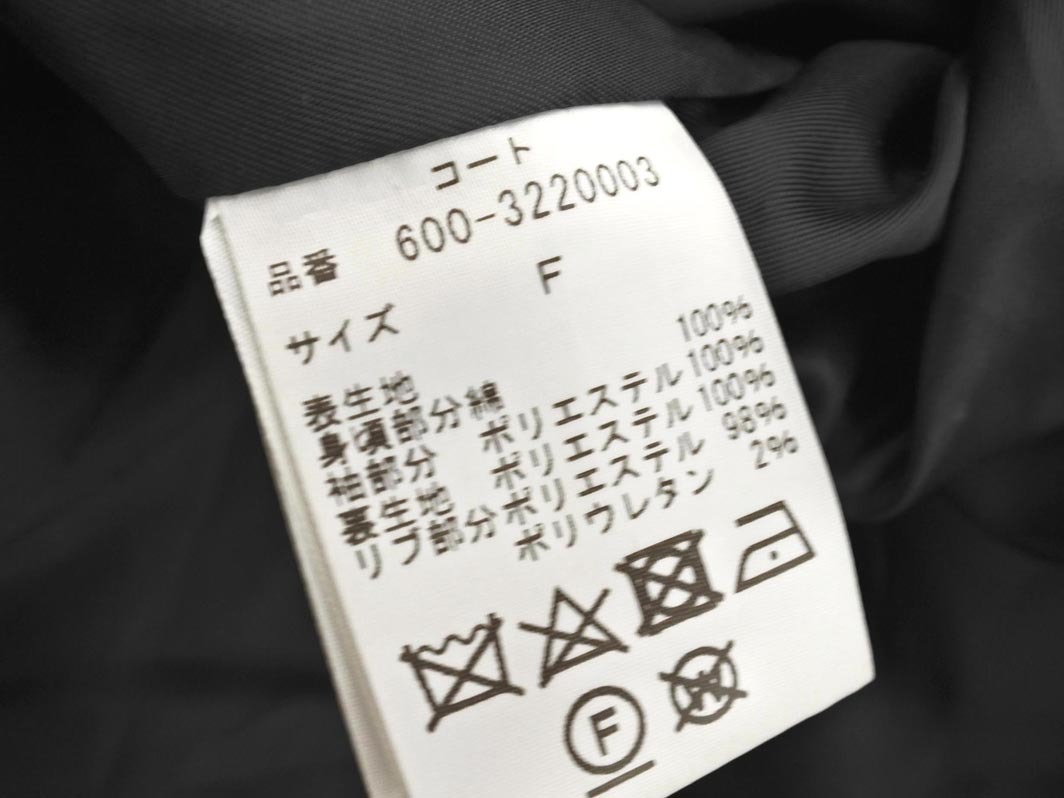 コート
品番 600-3220003
サイズ F
表生地
身頃部分 綿 100%
袖部分 ポリエステル 100%
裏生地 ポリエステル 100%
リブ部分 ポリエステル 98%
ポリウレタン 2%
F
W